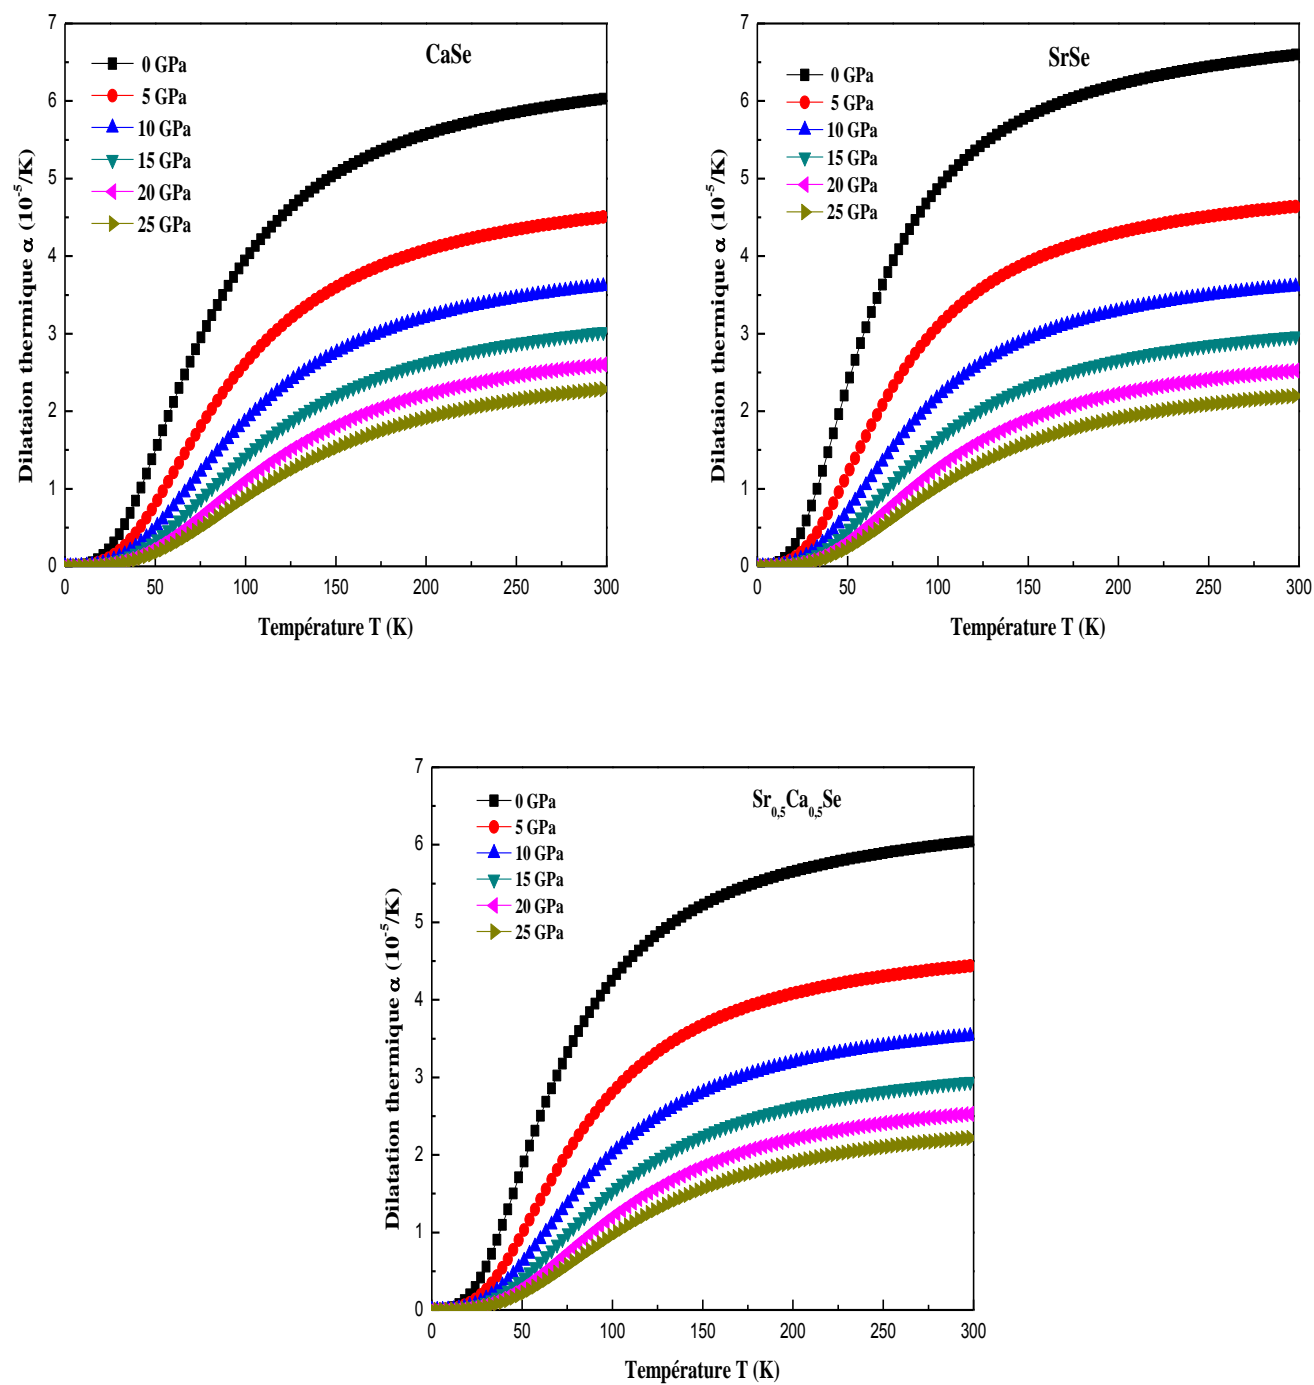 CaSe
0 GPa
5 GPa
10 GPa
15 GPa
20 GPa
25 GPa
7
6
5
4
3
2
1
0
0 50 100 150 200 250 300
Dilataion thermique α (10⁻⁵/K)
Température T (K)
SrSe
0 GPa
5 GPa
10 GPa
15 GPa
20 GPa
25 GPa
7
6
5
4
3
2
1
0
0 50 100 150 200 250 300
Dilatation thermique α (10⁻⁵/K)
Température T (K)
Sr₀,₅Ca₀,₅Se
0 GPa
5 GPa
10 GPa
15 GPa
20 GPa
25 GPa
7
6
5
4
3
2
1
0
0 50 100 150 200 250 300
Dilatation thermique α (10⁻⁵/K)
Température T (K)